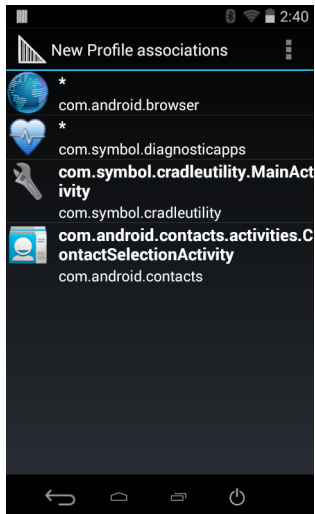 2:40
New Profile associations
*
com.android.browser
*
com.symbol.diagnosticapps
com.symbol.cradleutility.MainAct
ivity
com.symbol.cradleutility
com.android.contacts.activities.C
ontactSelectionActivity
com.android.contacts